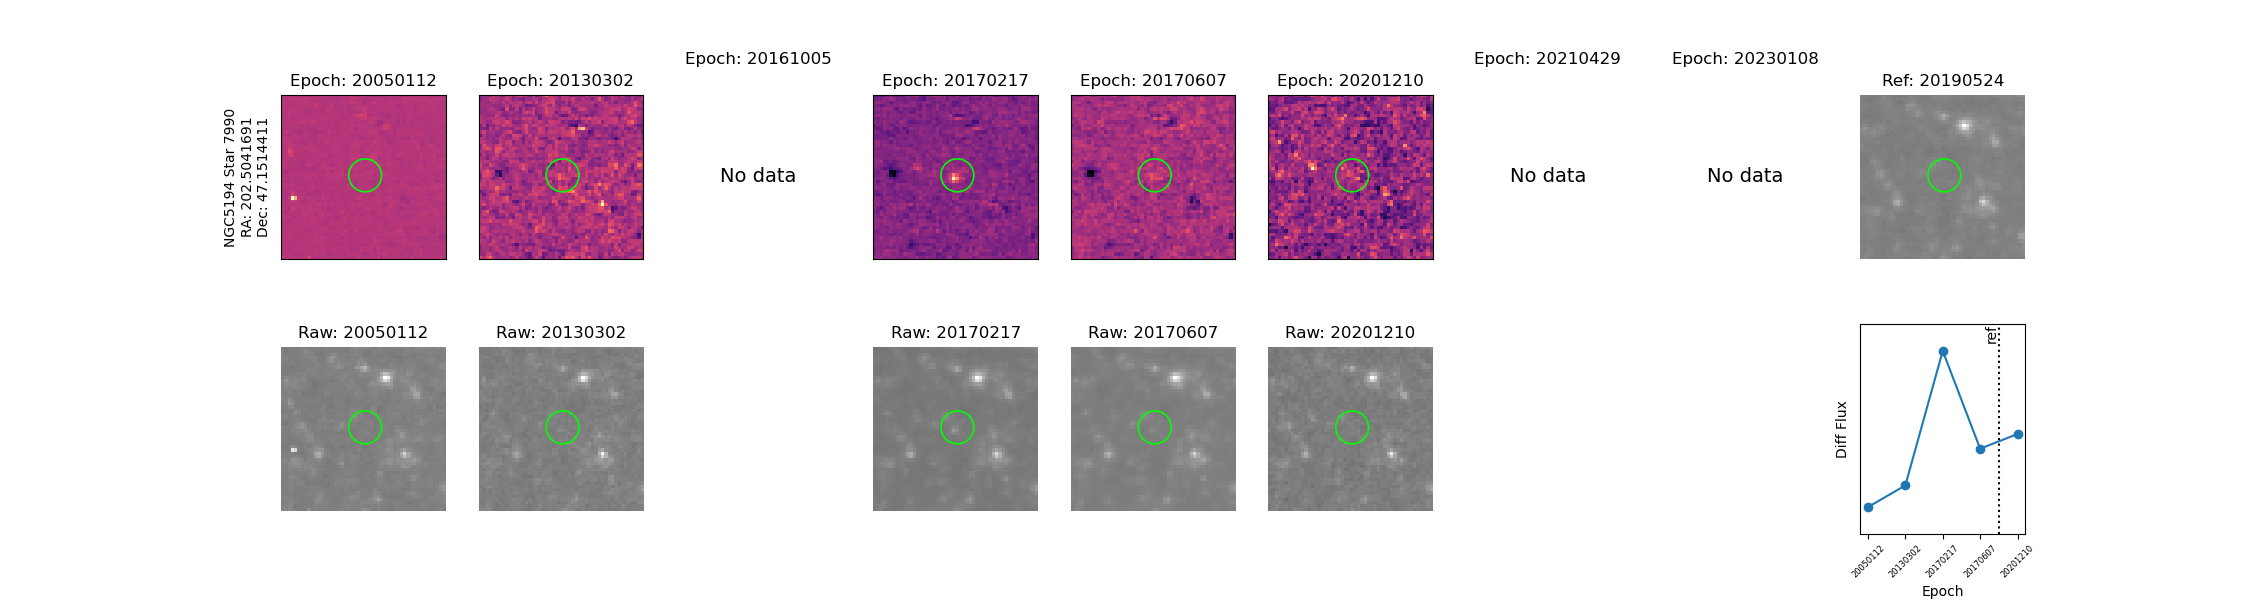 Epoch: 20161005
Epoch: 20210429
Epoch: 20230108
Epoch: 20050112
Epoch: 20130302
Epoch: 20170217
Epoch: 20170607
Epoch: 20201210
Ref: 20190524
NGC5194 Star 7990
RA: 202.5041691
Dec: 47.1514411
No data
No data
No data
Raw: 20050112
Raw: 20130302
Raw: 20170217
Raw: 20170607
Raw: 20201210
ref
Diff Flux
20050112
20130302
20170217
20170607
20201210
Epoch